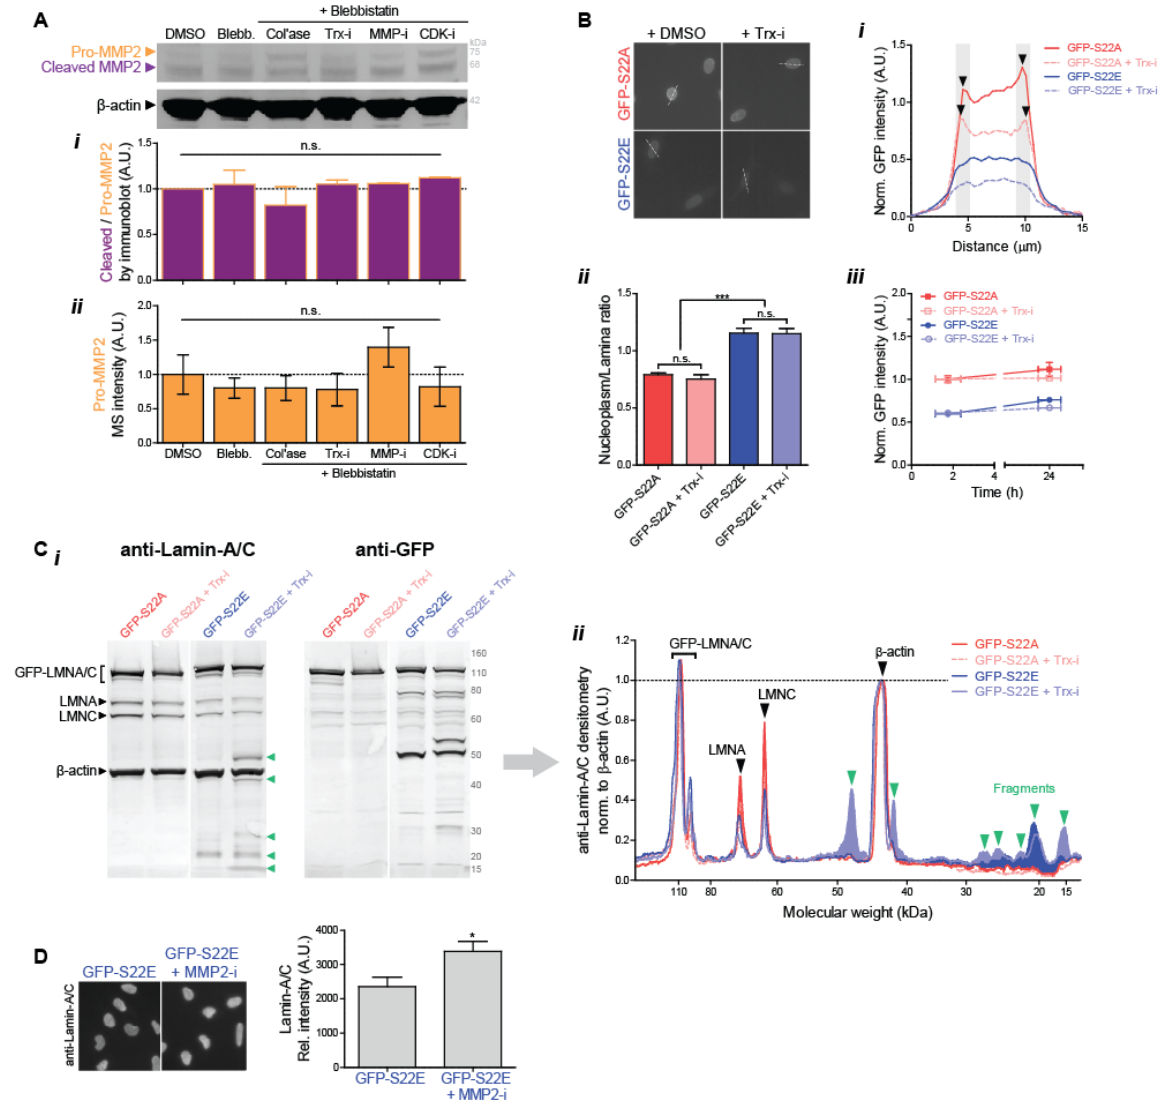 A
+ Blebbistatin
DMSO Blebb. Col'ase Trx-i MMP-i CDK-i
kDa
Pro-MMP2 75
Cleaved MMP2 68
β-actin 42
i
n.s.
Cleaved / Pro-MMP2
by immunoblot (A.U.)
1.5
1.0
0.5
0.0
ii
n.s.
Pro-MMP2
MS intensity (A.U.)
2.0
1.5
1.0
0.5
0.0
DMSO Blebb. Col'ase Trx-i MMP-i CDK-i
+ Blebbistatin
B
+ DMSO + Trx-i
GFP-S22A
GFP-S22E
i
Norm. GFP intensity (A.U.)
1.5
1.0
0.5
0.0
0 5 10 15
Distance (μm)
GFP-S22A
GFP-S22A + Trx-i
GFP-S22E
GFP-S22E + Trx-i
ii
Nucleoplasm/Lamina ratio
1.5
1.0
0.5
0.0
***
n.s.
n.s.
GFP-S22A
GFP-S22A + Trx-i
GFP-S22E
GFP-S22E + Trx-i
iii
Norm. GFP intensity (A.U.)
2.0
1.5
1.0
0.5
0.0
GFP-S22A
GFP-S22A + Trx-i
GFP-S22E
GFP-S22E + Trx-i
0 2 4 24
Time (h)
C
i
anti-Lamin-A/C anti-GFP
GFP-S22A
GFP-S22A + Trx-i
GFP-S22E
GFP-S22E + Trx-i
GFP-S22A
GFP-S22A + Trx-i
GFP-S22E
GFP-S22E + Trx-i
GFP-LMNA/C
LMNA
LMNC
β-actin
160
110
80
60
50
40
30
20
15
ii
anti-Lamin-A/C densitometry
norm. to β-actin (A.U.)
1.2
1.0
0.8
0.6
0.4
0.2
0.0
GFP-LMNA/C
LMNA
LMNC
β-actin
Fragments
GFP-S22A
GFP-S22A + Trx-i
GFP-S22E
GFP-S22E + Trx-i
110 80 60 50 40 30 20 15
Molecular weight (kDa)
D
GFP-S22E
GFP-S22E
+ MMP2-i
anti-Lamin-A/C
Lamin-A/C
Rel. intensity (A.U.)
4000
3000
2000
1000
0
*
GFP-S22E
GFP-S22E
+ MMP2-i